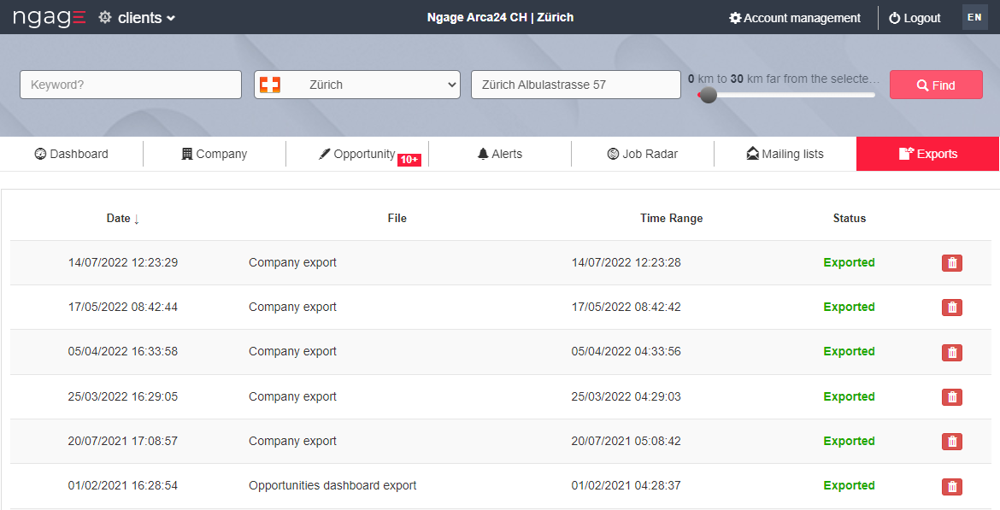 ngage clients Ngage Arca24 CH | Zürich Account management Logout EN
Keyword? Zürich Zürich Albulastrasse 57 0 km to 30 km far from the selecte... Find
Dashboard Company Opportunity 10+ Alerts Job Radar Mailing lists Exports
Date ↓ File Time Range Status
14/07/2022 12:23:29 Company export 14/07/2022 12:23:28 Exported
17/05/2022 08:42:44 Company export 17/05/2022 08:42:42 Exported
05/04/2022 16:33:58 Company export 05/04/2022 04:33:56 Exported
25/03/2022 16:29:05 Company export 25/03/2022 04:29:03 Exported
20/07/2021 17:08:57 Company export 20/07/2021 05:08:42 Exported
01/02/2021 16:28:54 Opportunities dashboard export 01/02/2021 04:28:37 Exported